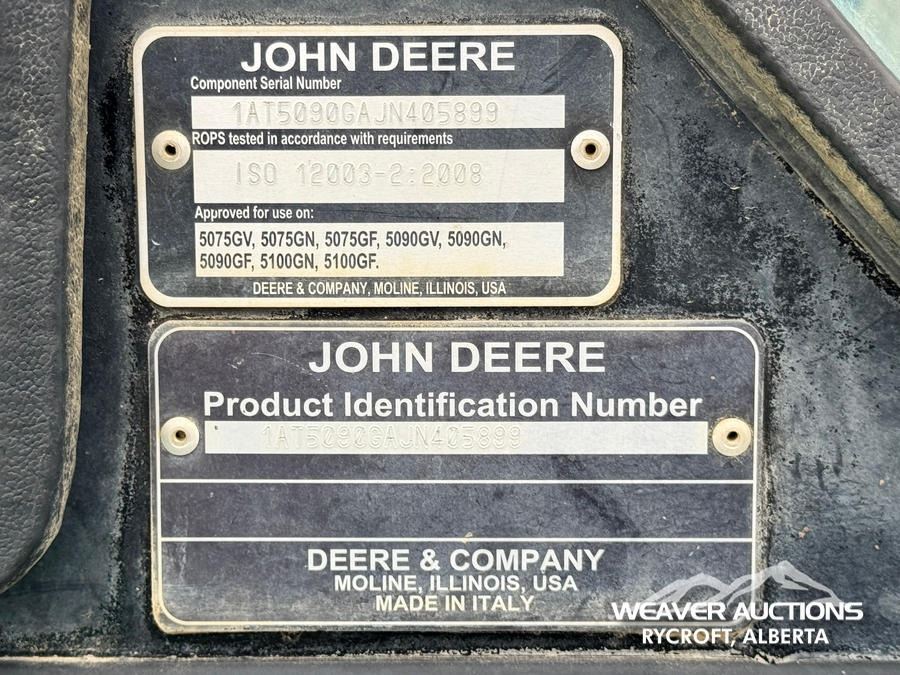 JOHN DEERE
Component Serial Number
1AT5090GAJN405899
ROPS tested in accordance with requirements
ISO 12003-2:2008
Approved for use on:
5075GV, 5075GN, 5075GF, 5090GV, 5090GN,
5090GF, 5100GN, 5100GF.
DEERE & COMPANY, MOLINE, ILLINOIS, USA
JOHN DEERE
Product Identification Number
1AT5090GAJN405899
DEERE & COMPANY
MOLINE, ILLINOIS, USA
MADE IN ITALY
WEAVER AUCTIONS
RYCROFT, ALBERTA